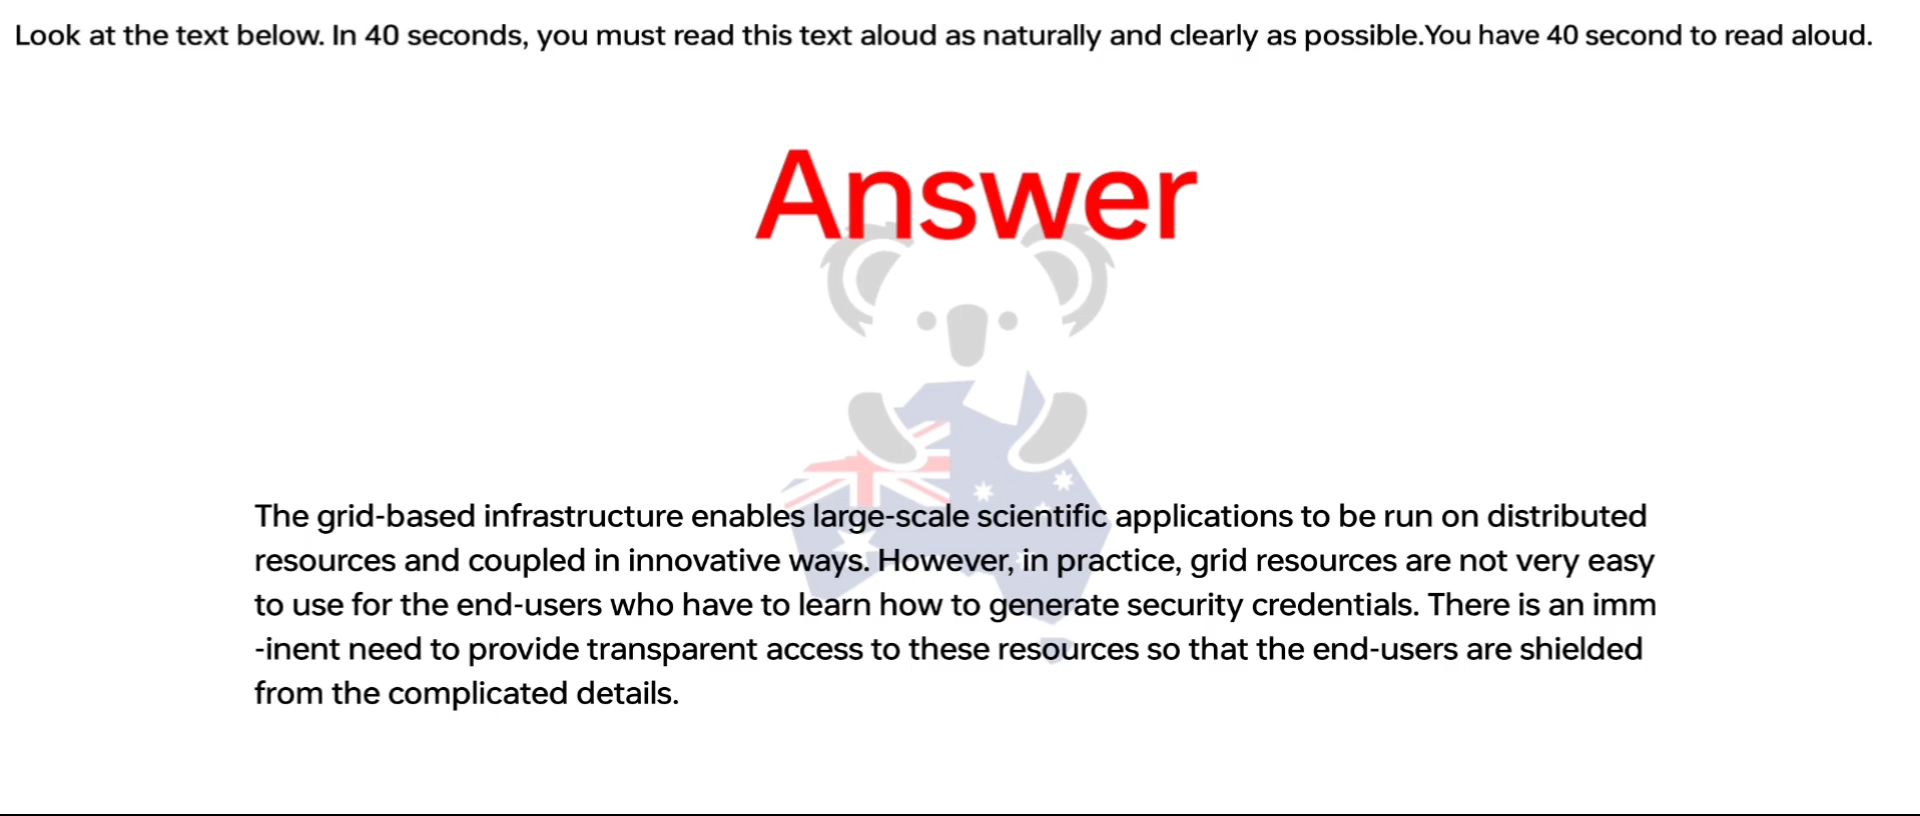 Look at the text below. In 40 seconds, you must read this text aloud as naturally and clearly as possible.You have 40 second to read aloud.
Answer
The grid-based infrastructure enables large-scale scientific applications to be run on distributed
resources and coupled in innovative ways. However, in practice, grid resources are not very easy
to use for the end-users who have to learn how to generate security credentials. There is an imm
-inent need to provide transparent access to these resources so that the end-users are shielded
from the complicated details.